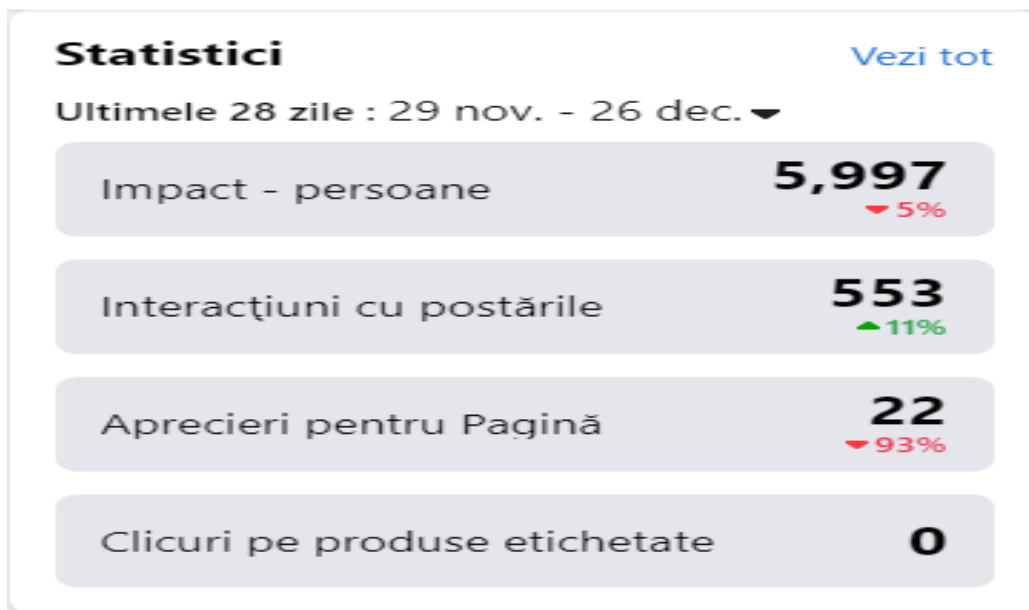 Statistici
Vezi tot
Ultimele 28 zile : 29 nov. - 26 dec.
Impact - persoane
5,997
5%
Interacţiuni cu postările
553
11%
Aprecieri pentru Pagină
22
93%
Clicuri pe produse etichetate
0